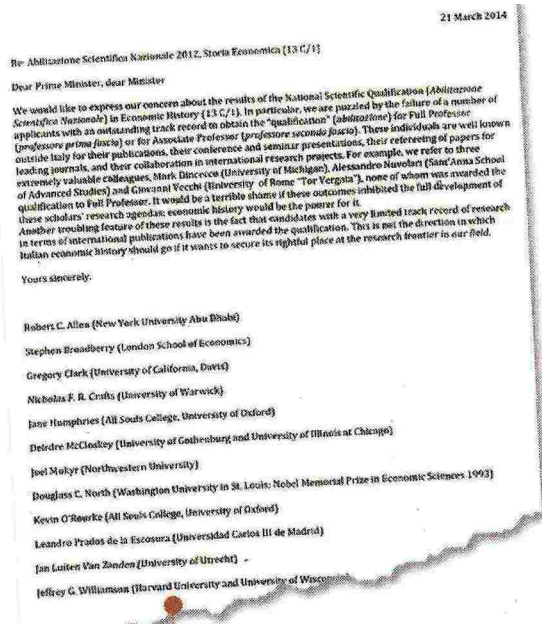 21 March 2014
Re: Abilitazione Scientifica Nazionale 2012, Storia Economica (13 C/1)
Dear Prime Minister, dear Minister
We would like to express our concern about the results of the National Scientific Qualification (Abilitazione
Scientifica Nazionale) in Economic History (13 C/1). In particular, we are puzzled by the failure of a number of
applicants with an outstanding track record to obtain the "qualification" (abilitazione) for Full Professor
(professore prima fascia) or for Associate Professor (professore seconda fascia). These individuals are well known
outside Italy for their publications, their conference and seminar presentations, their refereeing of papers for
leading journals, and their collaboration in international research projects. For example, we refer to three
extremely valuable colleagues, Mark Dincecco (University of Michigan), Alessandro Nuvolari (Sant'Anna School
of Advanced Studies) and Giovanni Vecchi (University of Rome "Tor Vergata"), none of whom was awarded the
qualification to Full Professor. It would be a terrible shame if these outcomes inhibited the full development of
these scholars' research agendas: economic history would be the poorer for it.
Another troubling feature of these results is the fact that candidates with a very limited track record of research
in terms of international publications have been awarded the qualification. This is not the direction in which
Italian economic history should go if it wants to secure its rightful place at the research frontier in our field.
Yours sincerely,
Robert C. Allen (New York University Abu Dhabi)
Stephen Broadberry (London School of Economics)
Gregory Clark (University of California, Davis)
Nicholas F. R. Crafts (University of Warwick)
Jane Humphries (All Souls College, University of Oxford)
Deirdre McCloskey (University of Gothenburg and University of Illinois at Chicago)
Joel Mokyr (Northwestern University)
Douglass C. North (Washington University in St. Louis; Nobel Memorial Prize in Economic Sciences 1993)
Kevin O'Rourke (All Souls College, University of Oxford)
Leandro Prados de la Escosura (Universidad Carlos III de Madrid)
Jan Luiten Van Zanden (University of Utrecht)
Jeffrey G. Williamson (Harvard University and University of